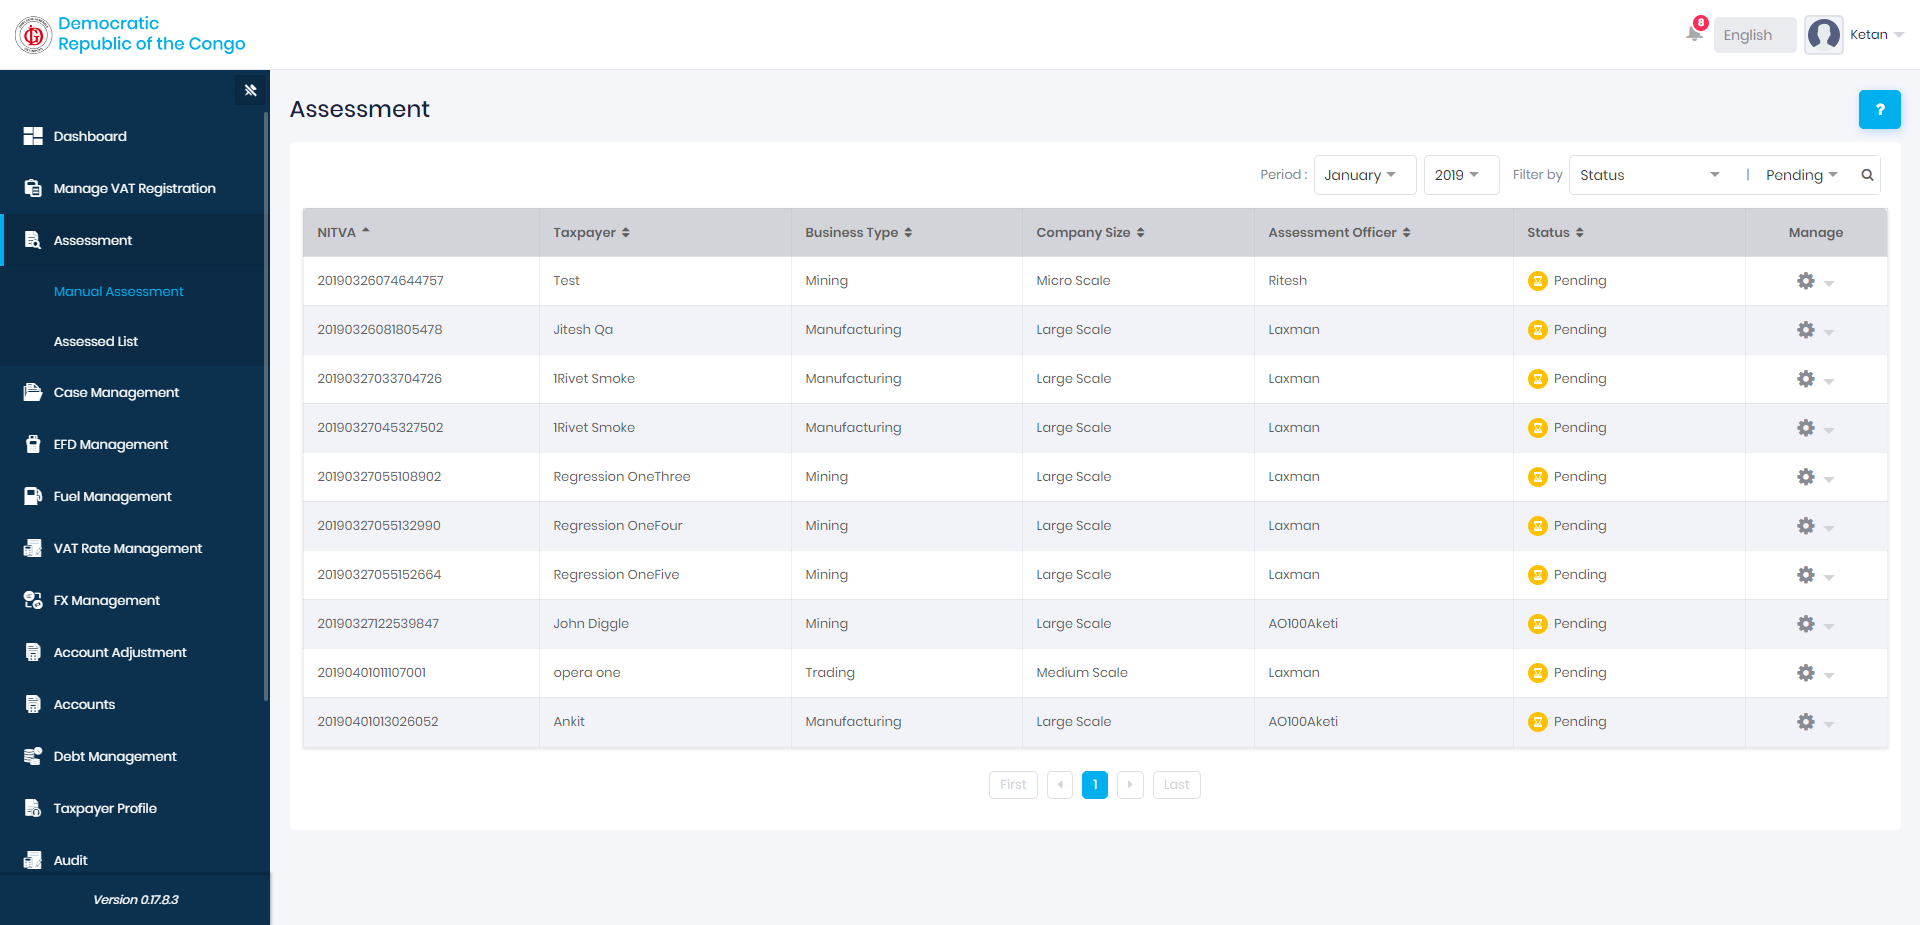 Democratic
Republic of the Congo
8
English
Ketan
Dashboard
Manage VAT Registration
Assessment
Manual Assessment
Assessed List
Case Management
EFD Management
Fuel Management
VAT Rate Management
FX Management
Account Adjustment
Accounts
Debt Management
Taxpayer Profile
Audit
Version 0.17.8.3
Assessment
?
Period : January 2019 Filter by Status | Pending
NITVA Taxpayer Business Type Company Size Assessment Officer Status Manage
20190326074644757 Test Mining Micro Scale Ritesh Pending
20190326081805478 Jitesh Qa Manufacturing Large Scale Laxman Pending
20190327033704726 1Rivet Smoke Manufacturing Large Scale Laxman Pending
20190327045327502 1Rivet Smoke Manufacturing Large Scale Laxman Pending
20190327055108902 Regression OneThree Mining Large Scale Laxman Pending
20190327055132990 Regression OneFour Mining Large Scale Laxman Pending
20190327055152664 Regression OneFive Mining Large Scale Laxman Pending
20190327122539847 John Diggle Mining Large Scale AO100Aketi Pending
20190401011107001 opera one Trading Medium Scale Laxman Pending
20190401013026052 Ankit Manufacturing Large Scale AO100Aketi Pending
First 1 Last